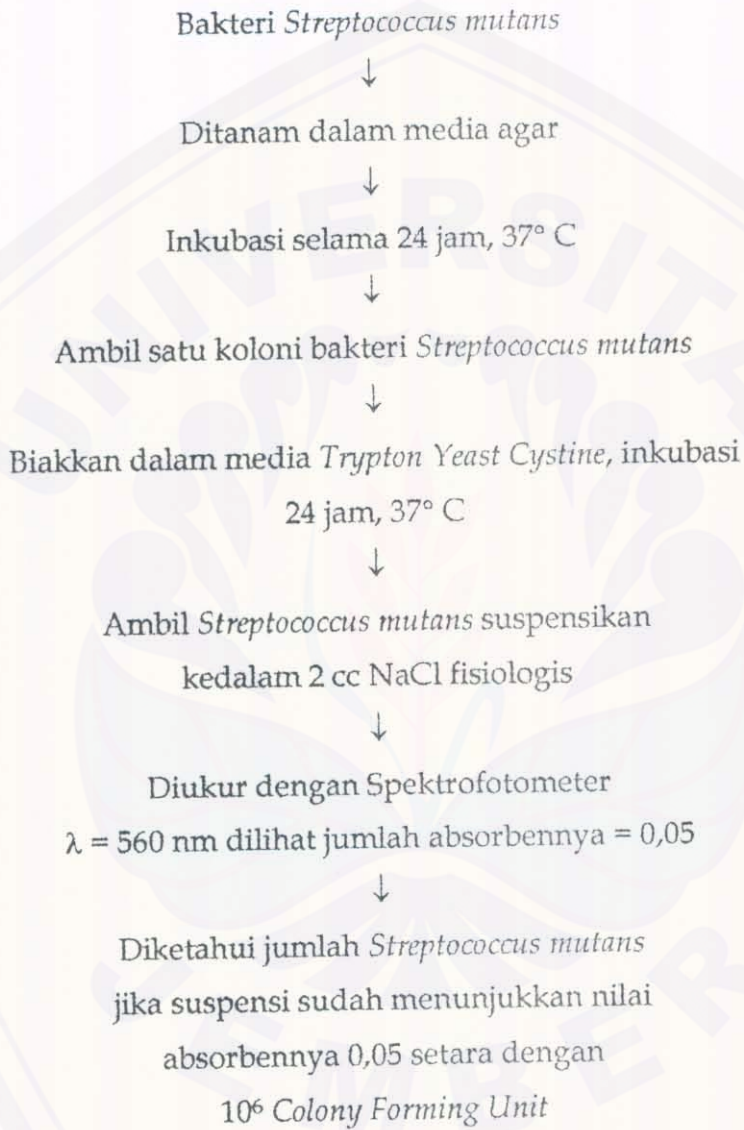 Bakteri Streptococcus mutans
↓
Ditanam dalam media agar
↓
Inkubasi selama 24 jam, 37° C
↓
Ambil satu koloni bakteri Streptococcus mutans
↓
Biakkan dalam media Trypton Yeast Cystine, inkubasi
24 jam, 37° C
↓
Ambil Streptococcus mutans suspensikan
kedalam 2 cc NaCl fisiologis
↓
Diukur dengan Spektrofotometer
λ = 560 nm dilihat jumlah absorbennya = 0,05
↓
Diketahui jumlah Streptococcus mutans
jika suspensi sudah menunjukkan nilai
absorbennya 0,05 setara dengan
10⁶ Colony Forming Unit